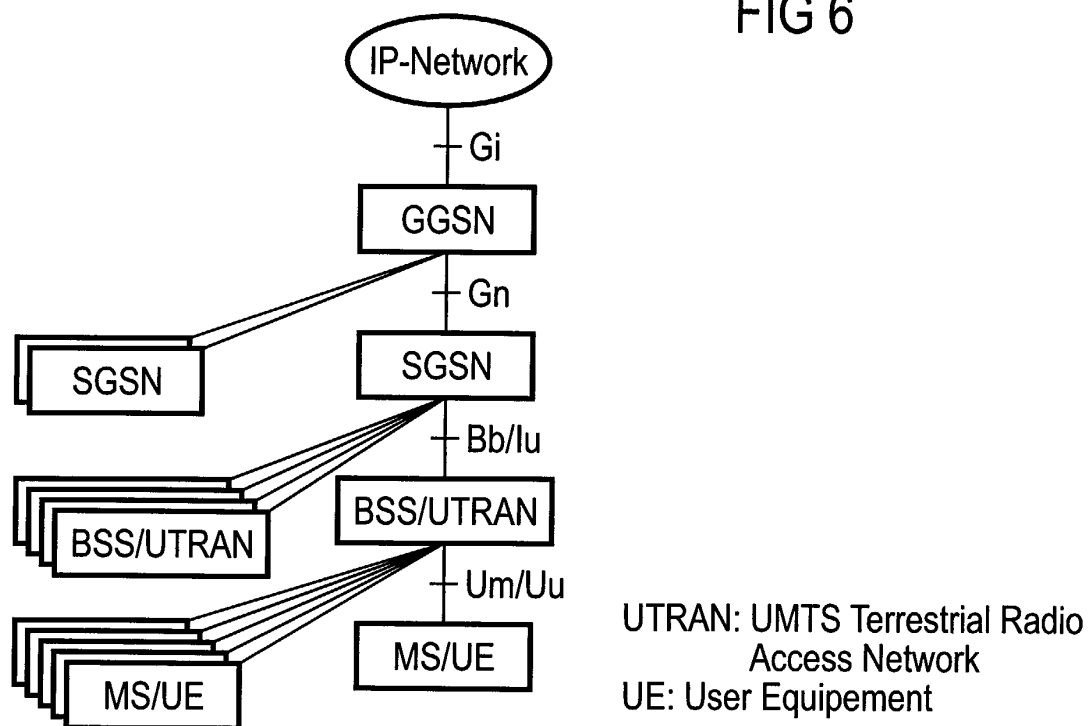 FIG 6
IP-Network
Gi
GGSN
Gn
SGSN
SGSN
Bb/Iu
BSS/UTRAN
BSS/UTRAN
Um/Uu
MS/UE
MS/UE
UTRAN: UMTS Terrestrial Radio
Access Network
UE: User Equipement